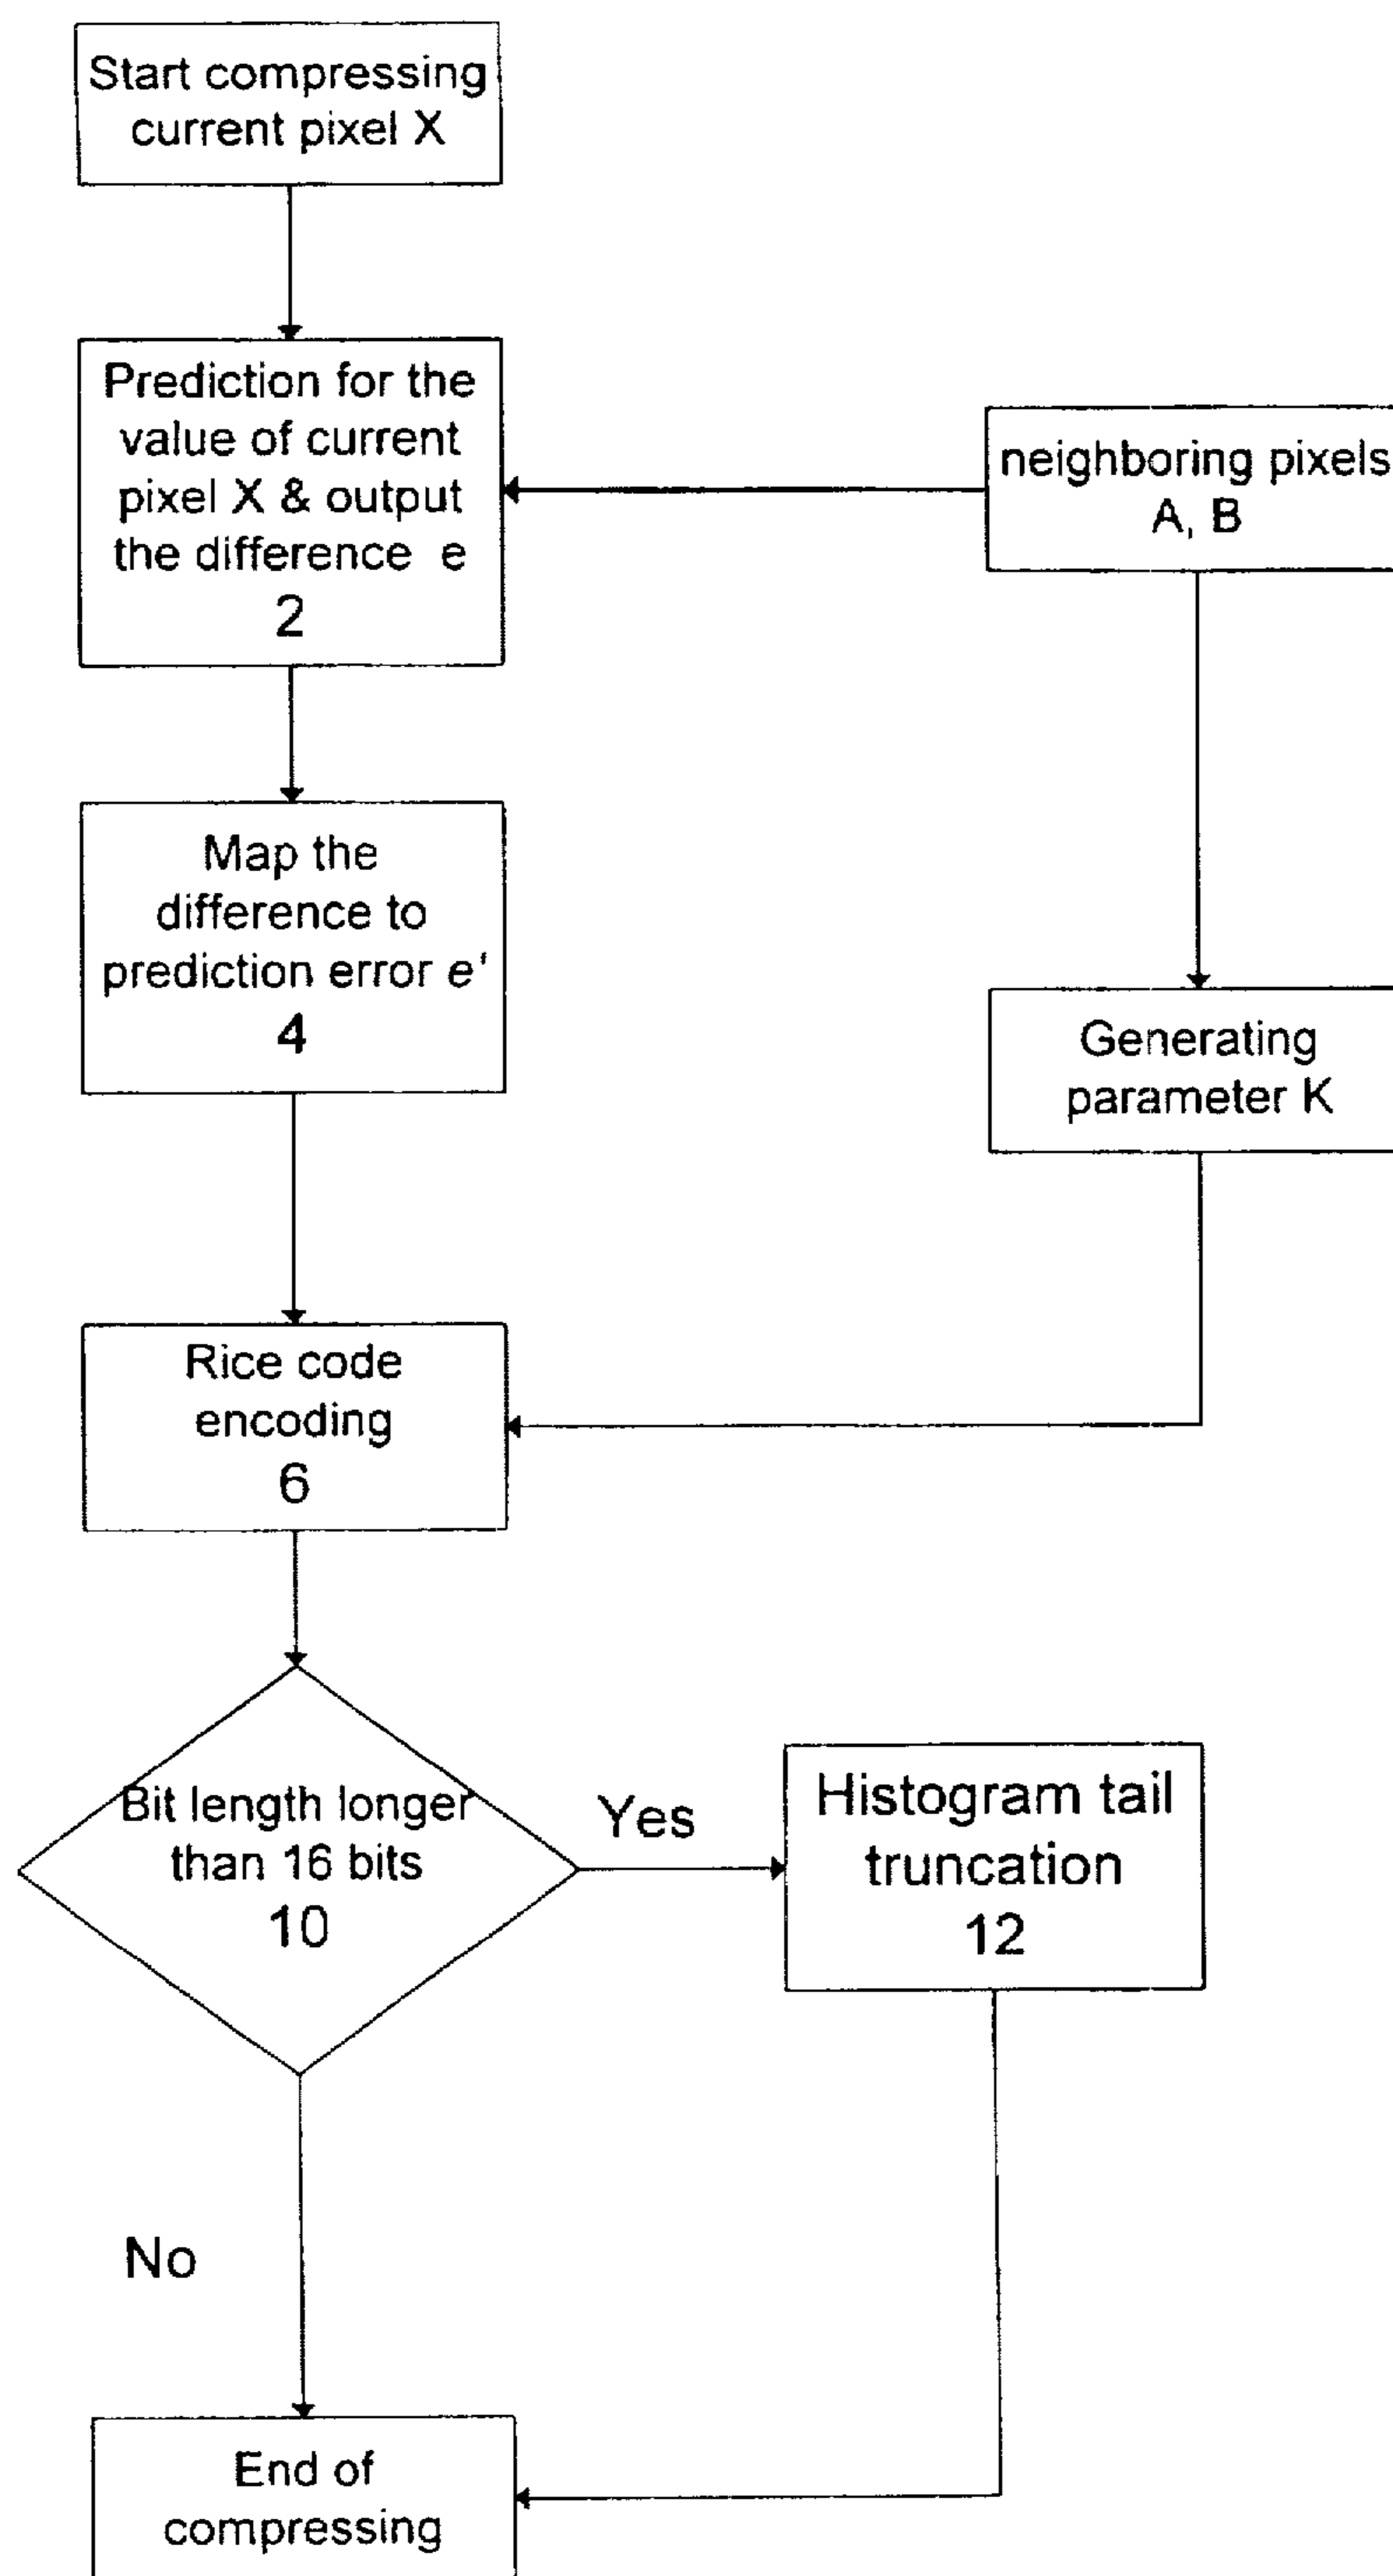 Start compressing
current pixel X
Prediction for the
value of current
pixel X & output
the difference e
2
neighboring pixels
A, B
Map the
difference to
prediction error e'
4
Generating
parameter K
Rice code
encoding
6
Bit length longer
than 16 bits
10
Yes
Histogram tail
truncation
12
No
End of
compressing